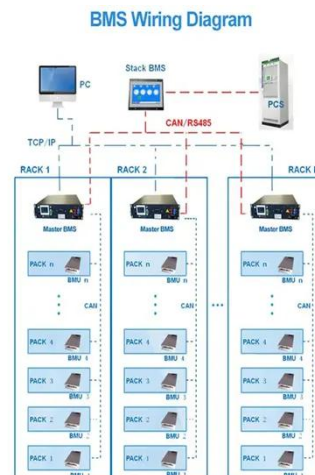 BMS Wiring Diagram
Stack BMS
PC
PCS
CAN/RS485
TCP/IP
RACK 1
RACK 2
RACK
Master BMS
Master BMS
Master BMS
PACK n
BMU n
PACK n
BMU n
PACK n
BMU n
CAN
CAN
CAN
PACK 4
BMU 4
PACK 4
BMU 4
PACK 4
BMU 4
PACK 3
BMU 3
PACK 3
BMU 3
PACK 3
BMU 3
PACK 2
BMU 2
PACK 2
BMU 2
PACK 2
BMU 2
PACK 1
PACK 1
PACK 1